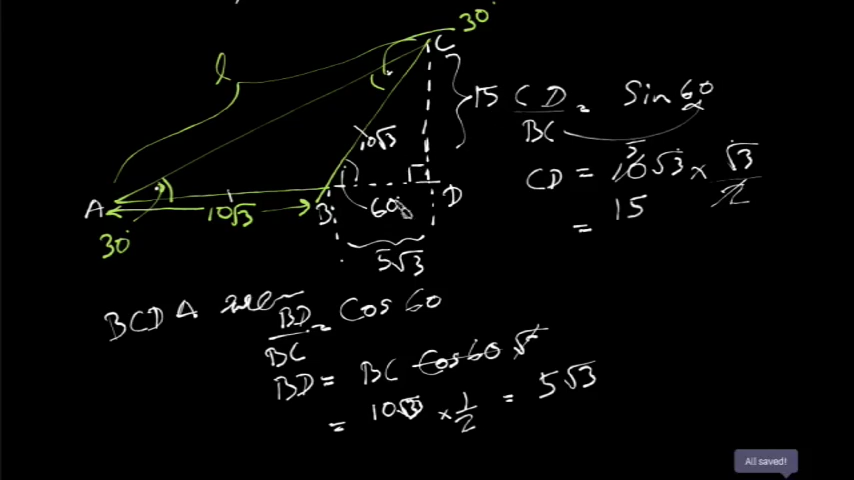 30°
l
C
15
CD/BC = Sin 60
10√3
CD = 10√3 × √3/2
5
= 15
A
10√3
B
60
D
30°
5√3
BCD Δ
BD/BC = Cos 60
BD = BC Cos 60
= 10√3 × 1/2 = 5√3
All saved!